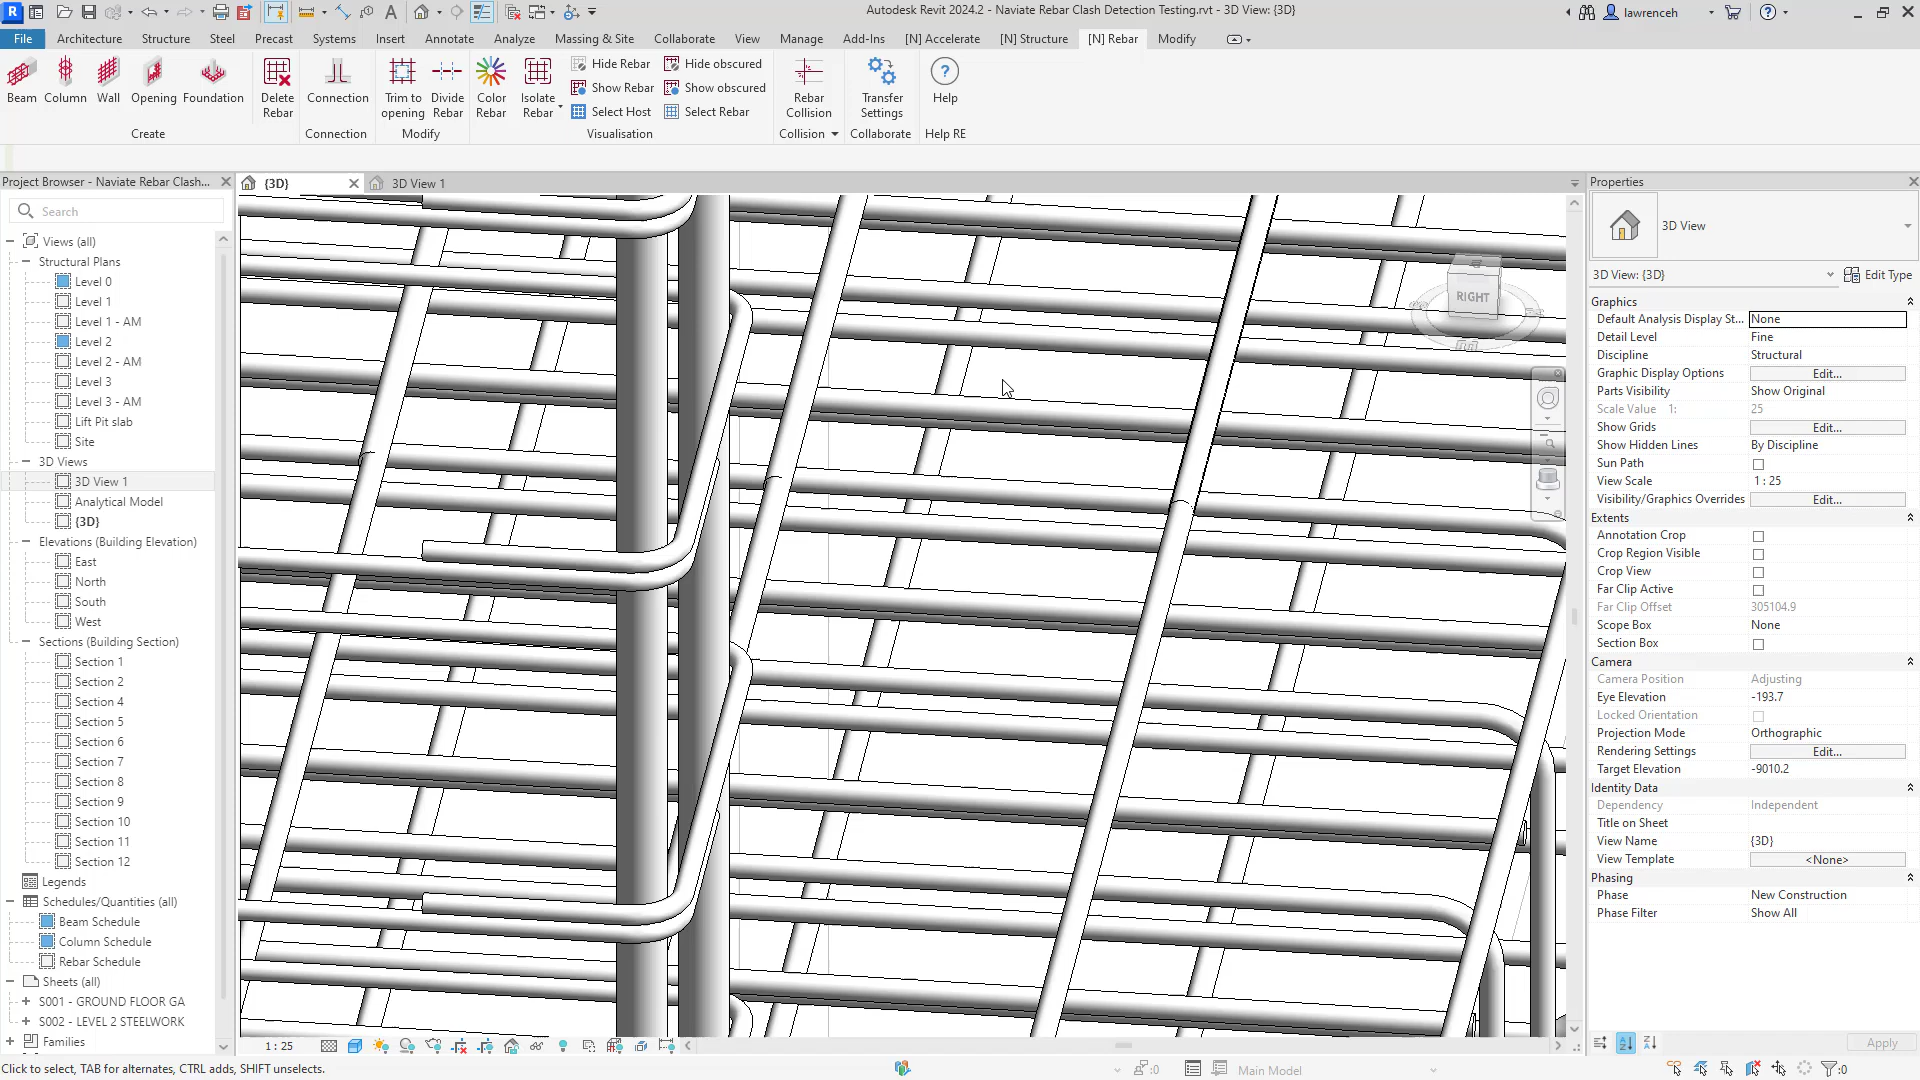 Autodesk Revit 2024.2 - Naviate Rebar Clash Detection Testing.rvt - 3D View: {3D}
lawrenceh
File Architecture Structure Steel Precast Systems Insert Annotate Analyze Massing & Site Collaborate View Manage Add-Ins [N] Accelerate [N] Structure [N] Rebar Modify
Beam Column Wall Opening Foundation
Delete Rebar
Connection
Trim to opening
Divide Rebar
Color Rebar
Isolate Rebar
Hide Rebar
Show Rebar
Select Host
Hide obscured
Show obscured
Select Rebar
Rebar Collision
Transfer Settings
Help
Create Connection Modify Visualisation Collision Collaborate Help RE
Project Browser - Naviate Rebar Clash...
Search
Views (all)
Structural Plans
Level 0
Level 1
Level 1 - AM
Level 2
Level 2 - AM
Level 3
Level 3 - AM
Lift Pit slab
Site
3D Views
3D View 1
Analytical Model
{3D}
Elevations (Building Elevation)
East
North
South
West
Sections (Building Section)
Section 1
Section 2
Section 4
Section 5
Section 6
Section 7
Section 8
Section 9
Section 10
Section 11
Section 12
Legends
Schedules/Quantities (all)
Beam Schedule
Column Schedule
Rebar Schedule
Sheets (all)
S001 - GROUND FLOOR GA
S002 - LEVEL 2 STEELWORK
Families
{3D}
3D View 1
RIGHT
1 : 25
Properties
3D View
3D View: {3D} Edit Type
Graphics
Default Analysis Display St... None
Detail Level Fine
Discipline Structural
Graphic Display Options Edit...
Parts Visibility Show Original
Scale Value 1: 25
Show Grids Edit...
Show Hidden Lines By Discipline
Sun Path
View Scale 1 : 25
Visibility/Graphics Overrides Edit...
Extents
Annotation Crop
Crop Region Visible
Crop View
Far Clip Active
Far Clip Offset 305104.9
Scope Box None
Section Box
Camera
Camera Position Adjusting
Eye Elevation -193.7
Locked Orientation
Projection Mode Orthographic
Rendering Settings Edit...
Target Elevation -9010.2
Identity Data
Dependency Independent
Title on Sheet
View Name {3D}
View Template <None>
Phasing
Phase New Construction
Phase Filter Show All
Apply
Click to select, TAB for alternates, CTRL adds, SHIFT unselects.
:0
Main Model
:0